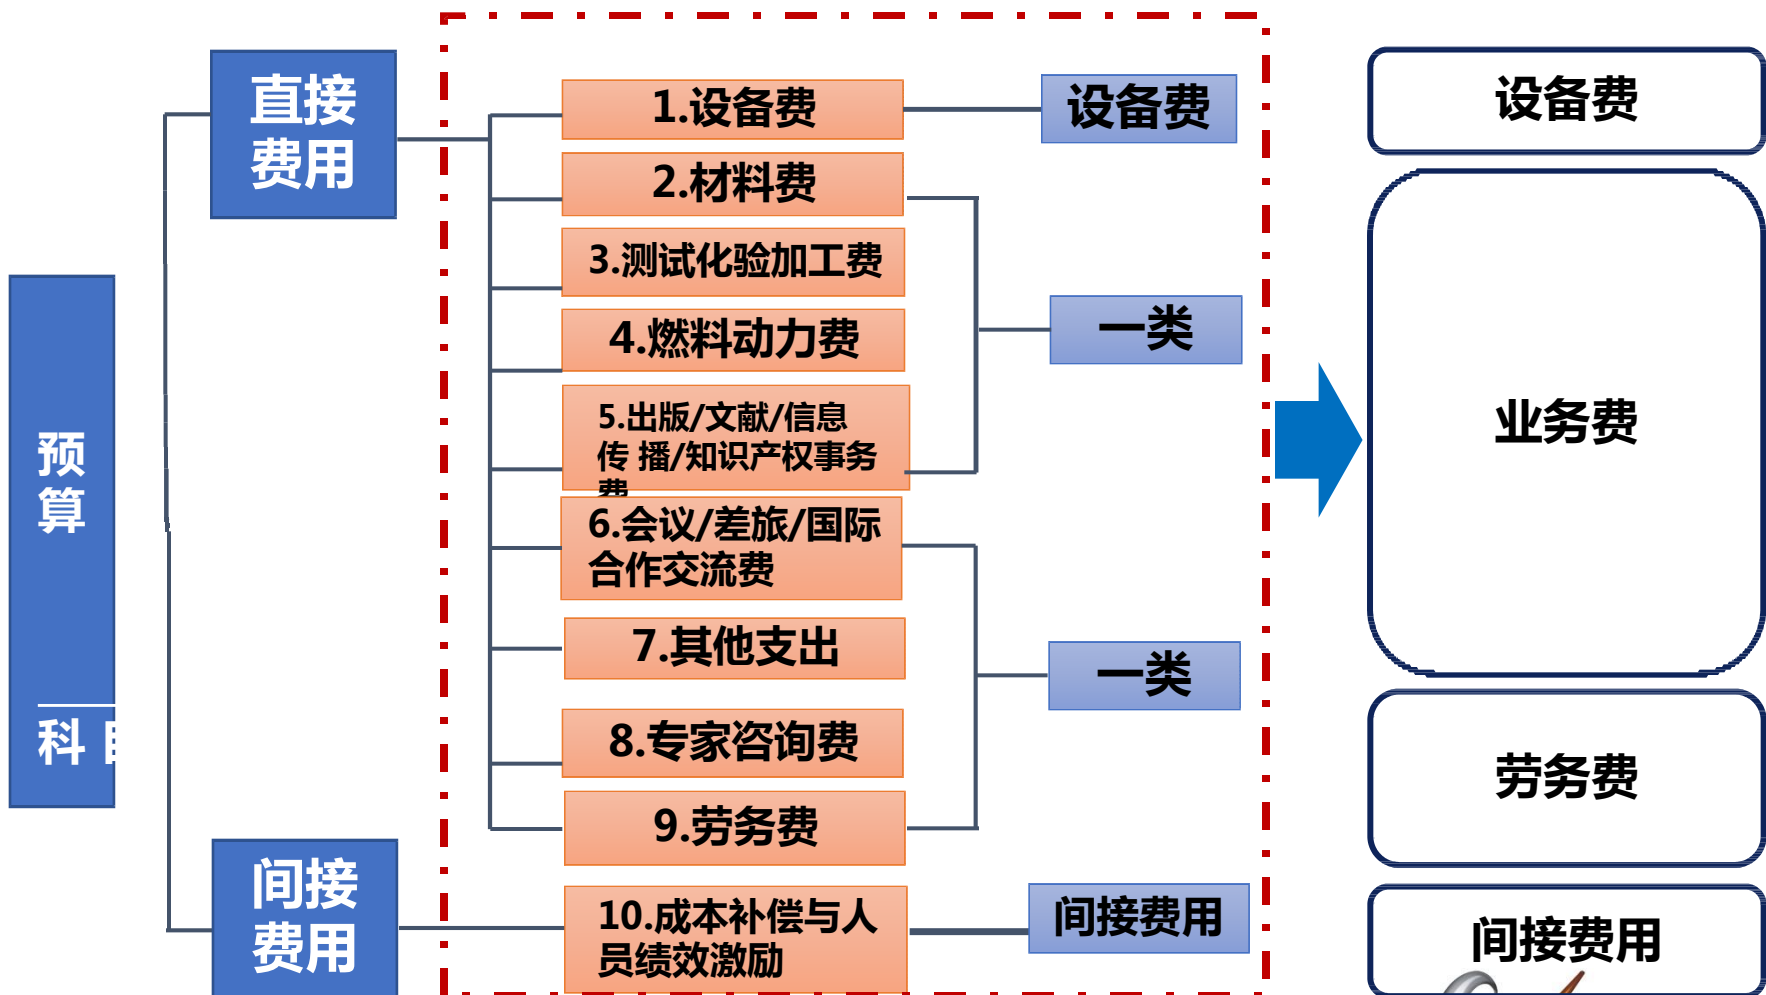 预
算
科 目
直接
费用
间接
费用
1.设备费
2.材料费
3.测试化验加工费
4.燃料动力费
5.出版/文献/信息
传 播/知识产权事务
费
6.会议/差旅/国际
合作交流费
7.其他支出
8.专家咨询费
9.劳务费
10.成本补偿与人
员绩效激励
设备费
一类
一类
间接费用
设备费
业务费
劳务费
间接费用